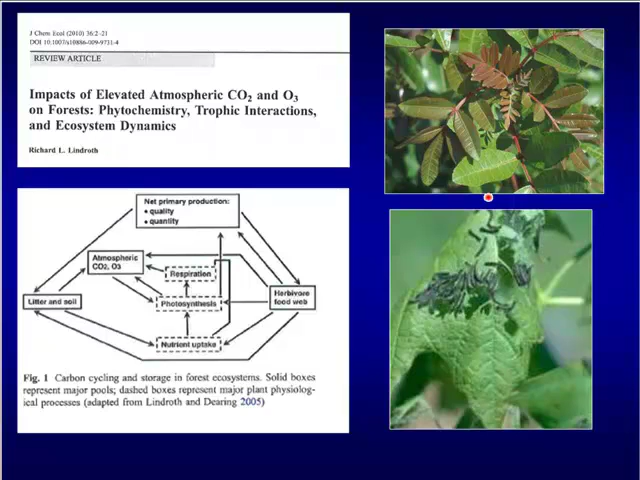 J Chem Ecol (2010) 36:2–21
DOI 10.1007/s10886-009-9731-4
REVIEW ARTICLE
Impacts of Elevated Atmospheric CO2 and O3
on Forests: Phytochemistry, Trophic Interactions,
and Ecosystem Dynamics
Richard L. Lindroth
Net primary production:
• quality
• quantity
Atmospheric
CO2, O3
Respiration
Litter and soil
Photosynthesis
Herbivore
food web
Nutrient uptake
Fig. 1 Carbon cycling and storage in forest ecosystems. Solid boxes
represent major pools; dashed boxes represent major plant physiolog-
ical processes (adapted from Lindroth and Dearing 2005)